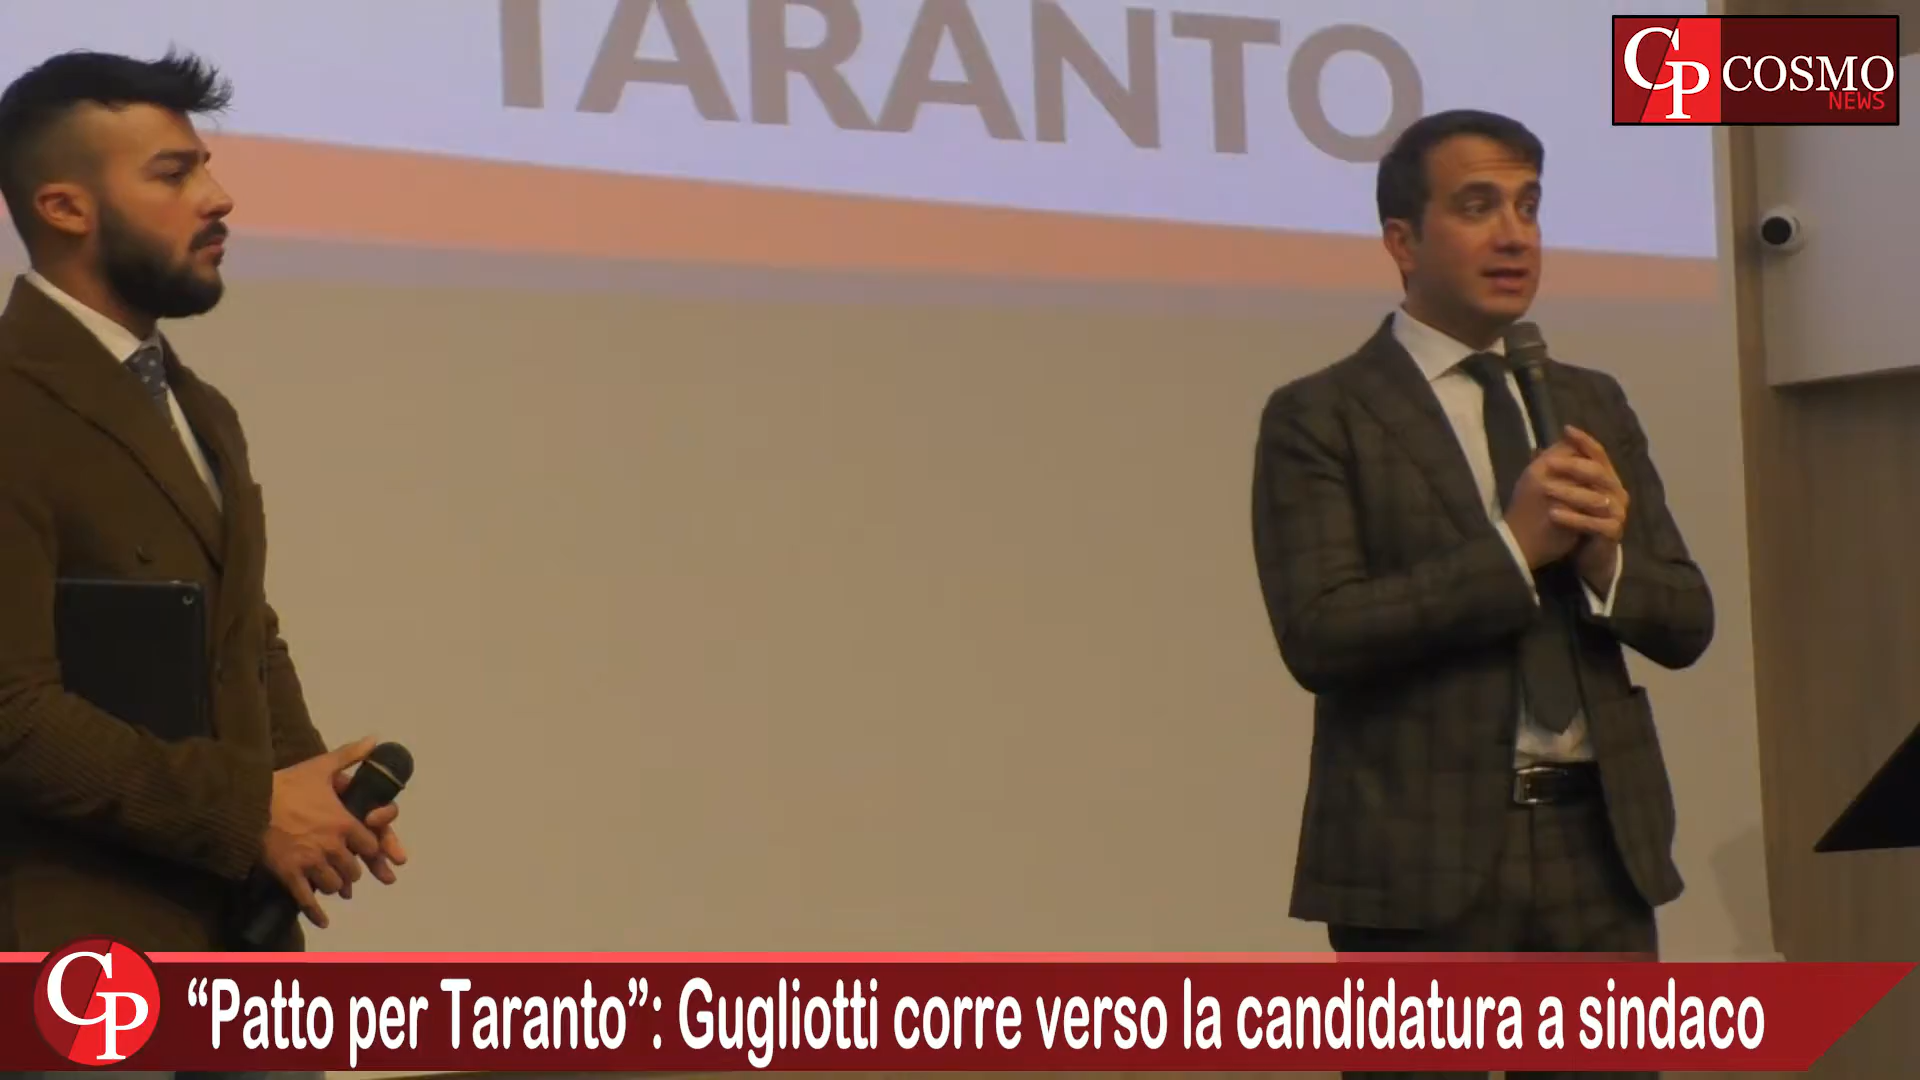 TARANTO
CP COSMO
NEWS
CP
“Patto per Taranto”: Gugliotti corre verso la candidatura a sindaco